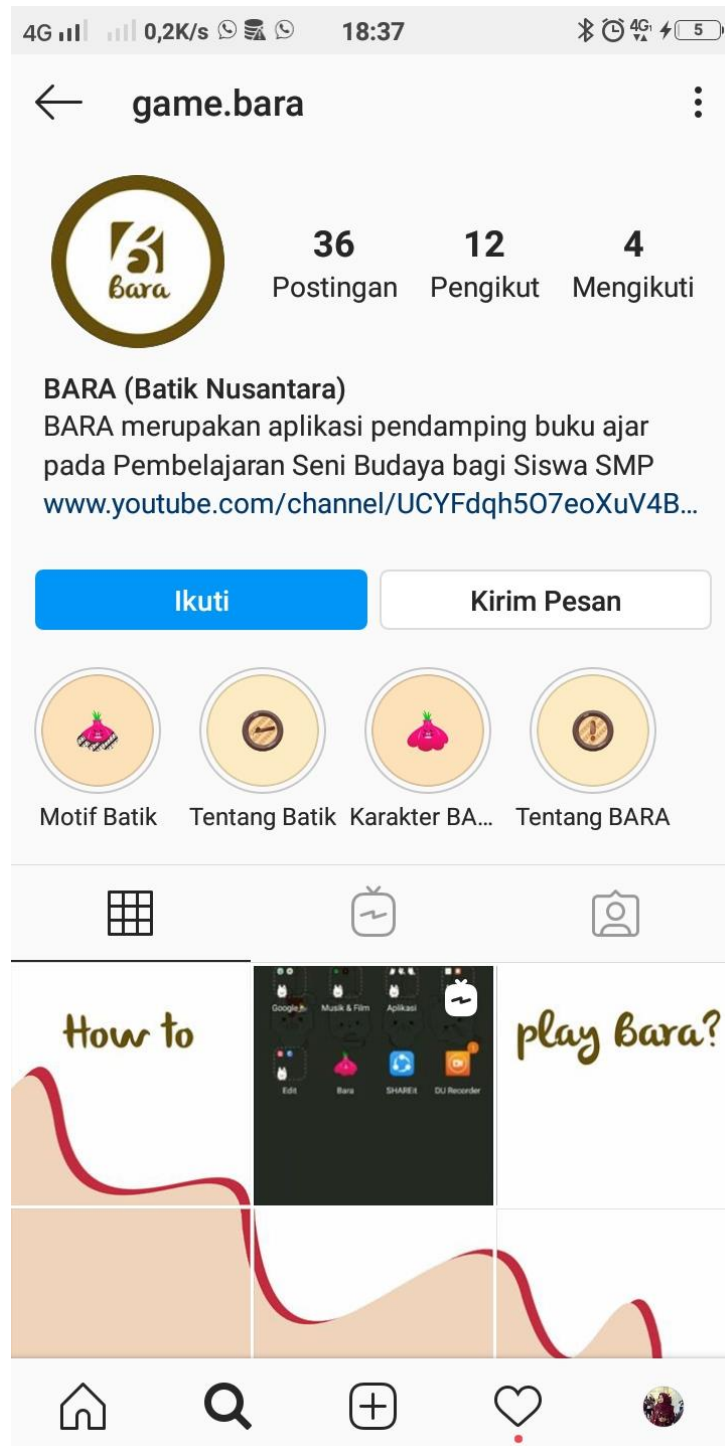 4G 0,2K/s 18:37 4G 5
game.bara
Bara
36 12 4
Postingan Pengikut Mengikuti
BARA (Batik Nusantara)
BARA merupakan aplikasi pendamping buku ajar
pada Pembelajaran Seni Budaya bagi Siswa SMP
www.youtube.com/channel/UCYFdqh5O7eoXuV4B...
Ikuti Kirim Pesan
Motif Batik Tentang Batik Karakter BA... Tentang BARA
How to play Bara?
Google Musik & Film Aplikasi
Edit Bara SHAREit DU Recorder